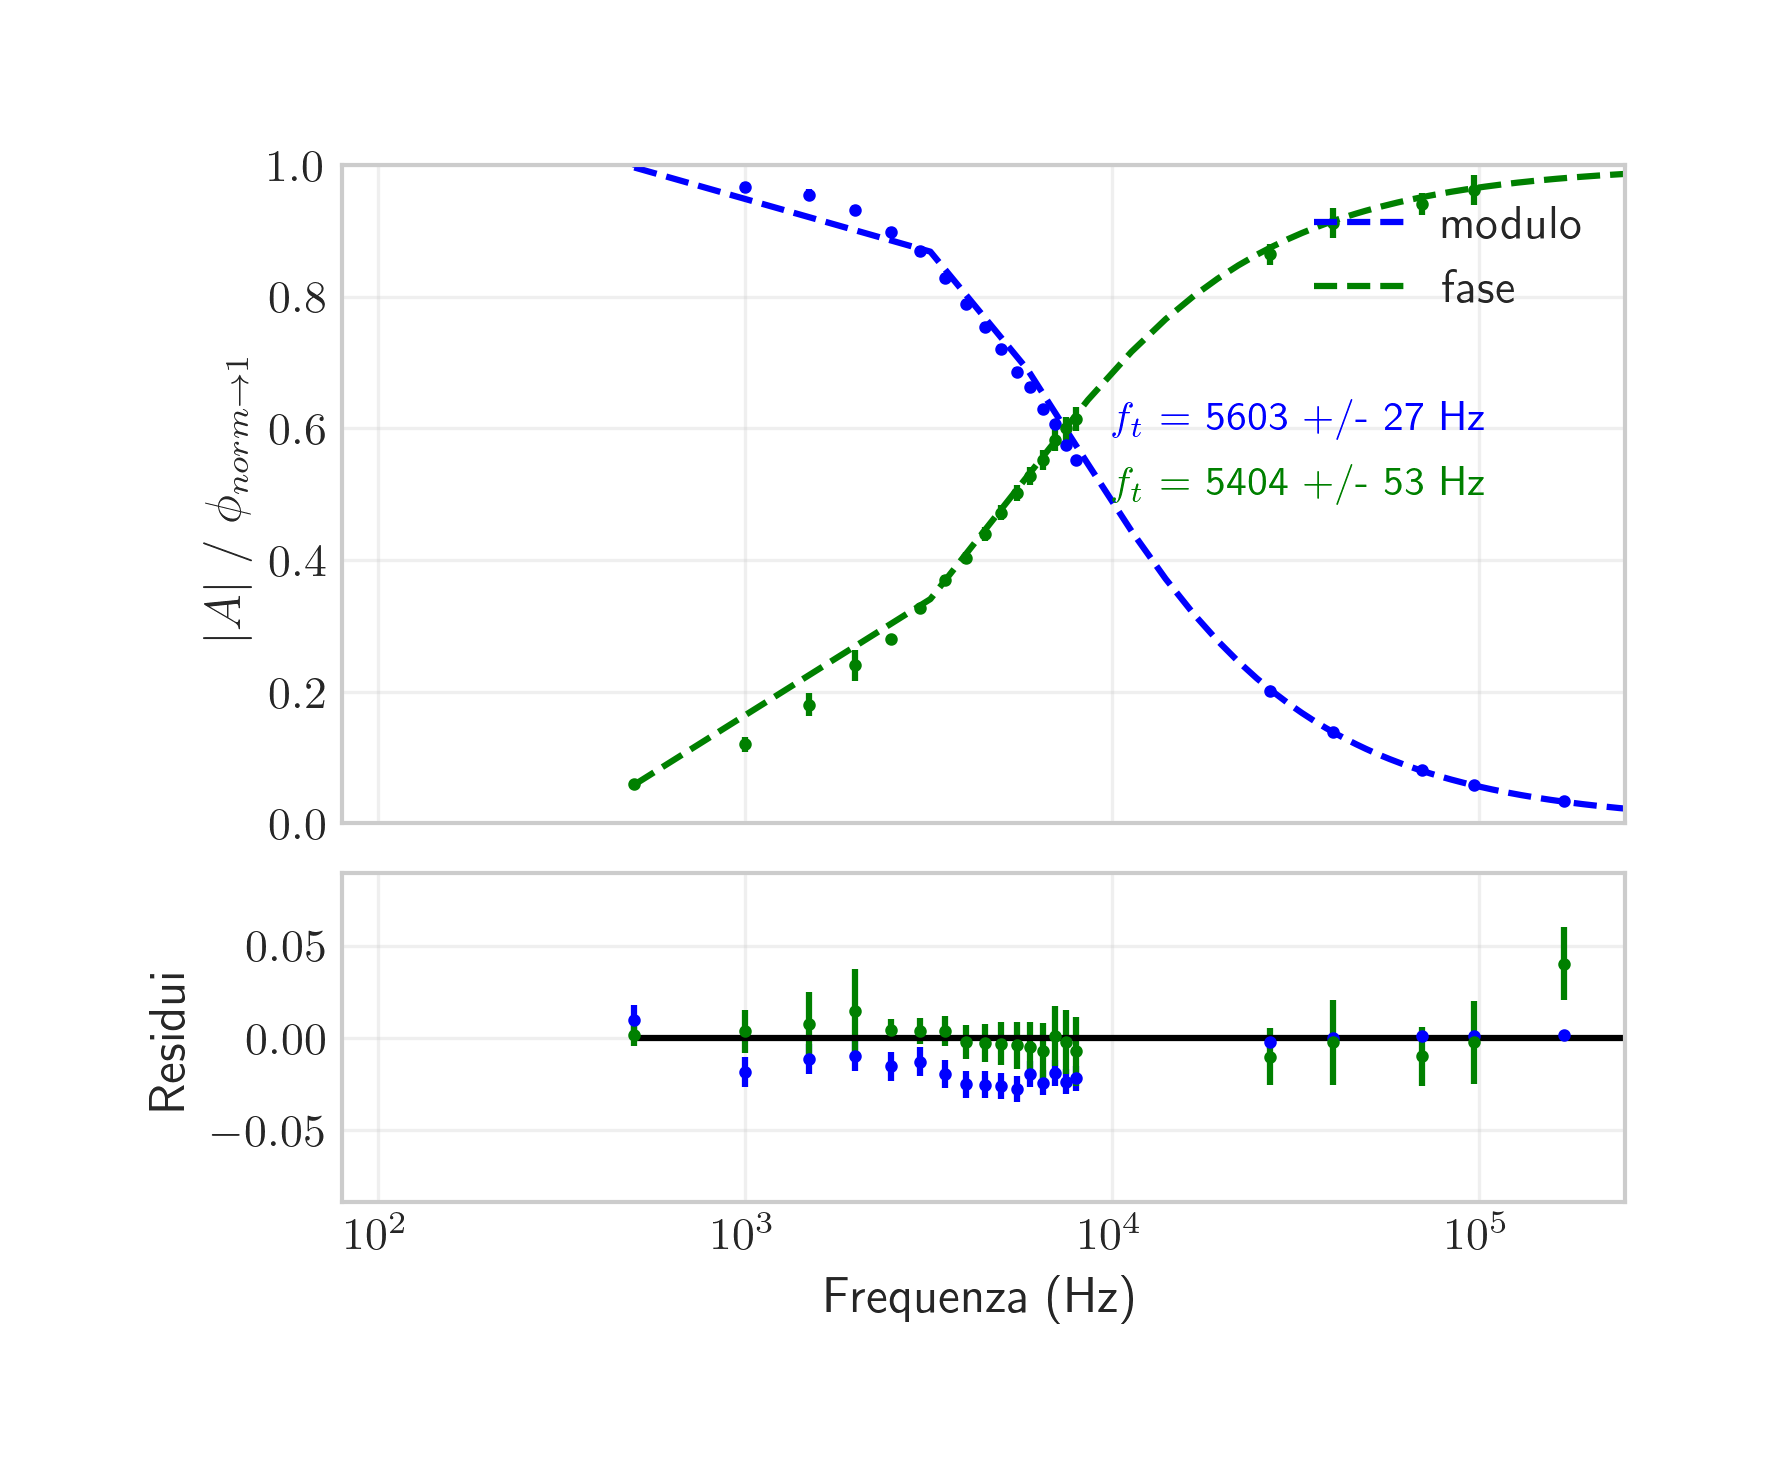 1.0
0.8
0.6
0.4
0.2
0.0
|A| / ϕ_{norm→1}
modulo
fase
f_t = 5603 +/- 27 Hz
f_t = 5404 +/- 53 Hz
0.05
0.00
−0.05
Residui
10^2 10^3 10^4 10^5
Frequenza (Hz)